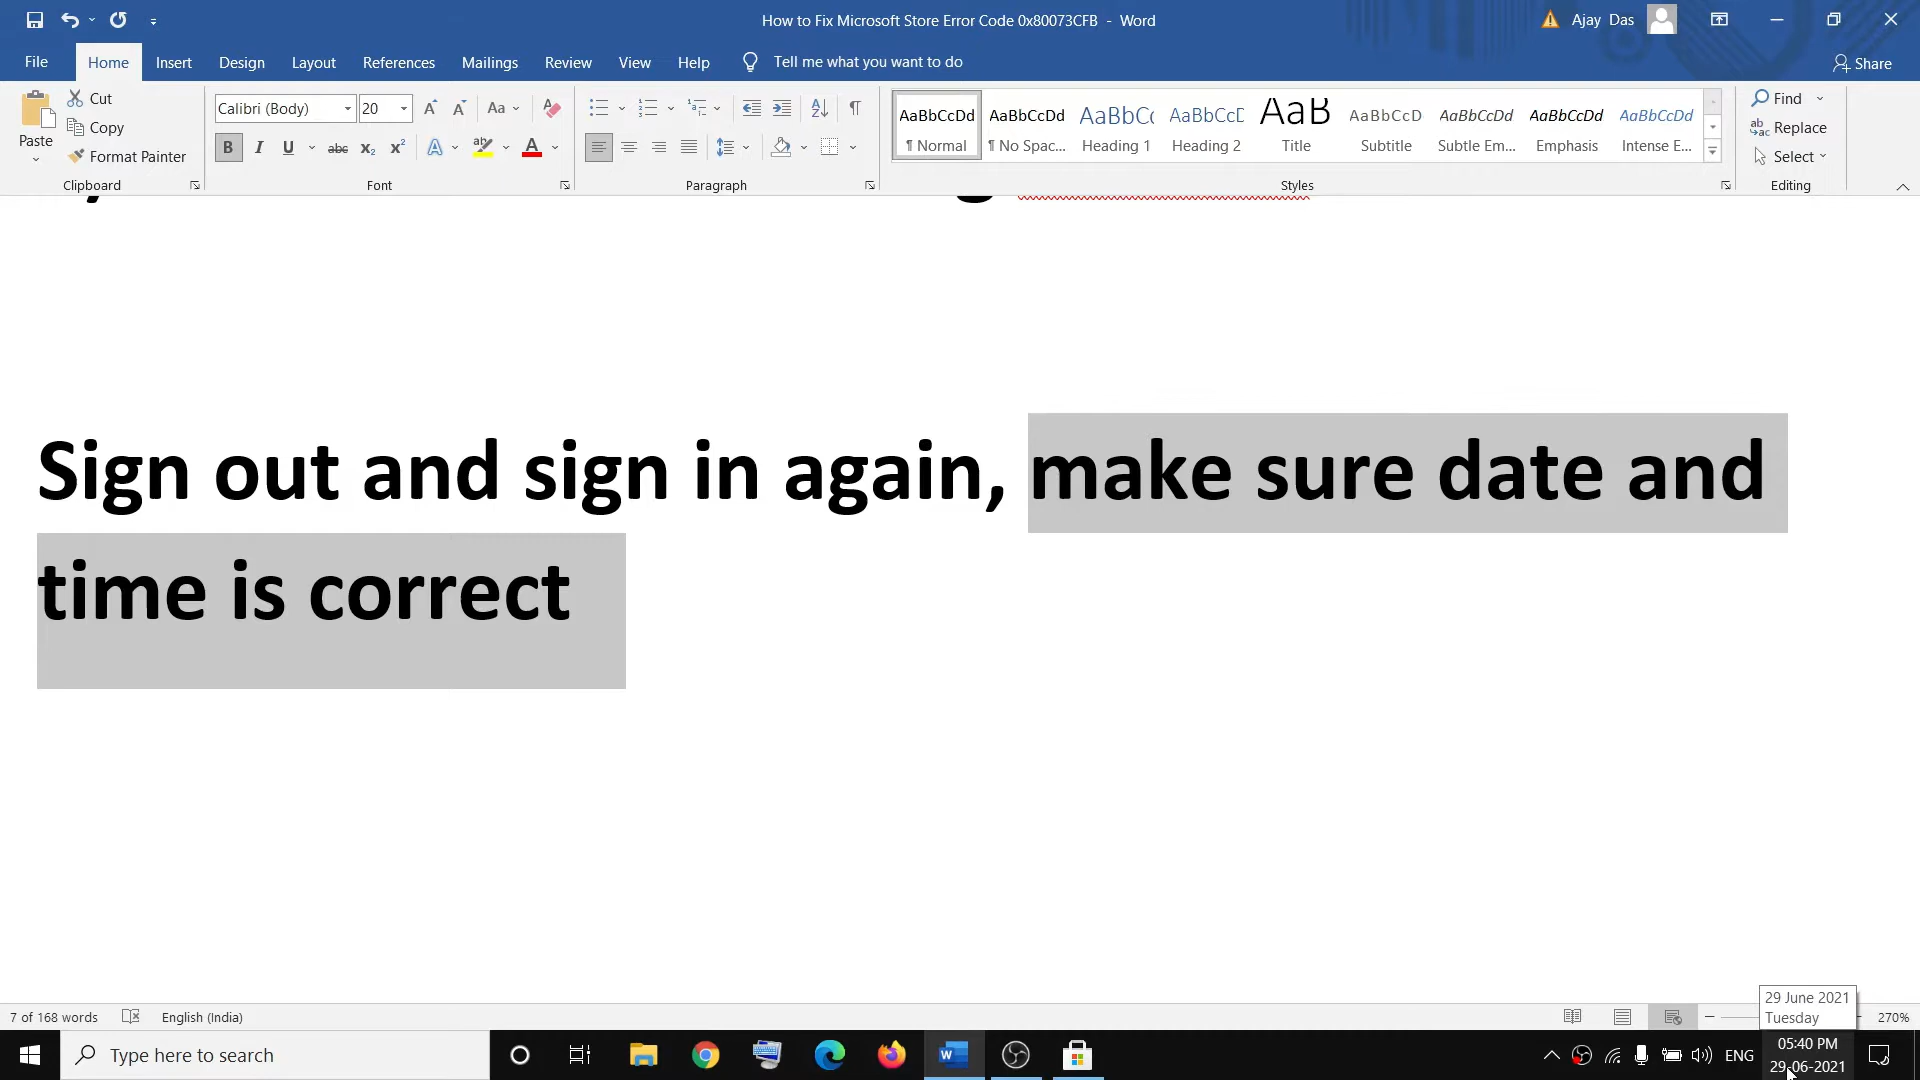 How to Fix Microsoft Store Error Code 0x80073CFB - Word
Ajay Das
File Home Insert Design Layout References Mailings Review View Help Tell me what you want to do
Share
Paste
Cut
Copy
Format Painter
Clipboard
Calibri (Body) 20
Aa
B I U abc x₂ x² A ab A
Font
Paragraph
AaBbCcDd AaBbCcDd AaBbCc AaBbCcD AaB AaBbCcD AaBbCcDd AaBbCcDd AaBbCcDd
¶ Normal ¶ No Spac... Heading 1 Heading 2 Title Subtitle Subtle Em... Emphasis Intense E...
Styles
Find
Replace
Select
Editing
Sign out and sign in again, make sure date and
time is correct
29 June 2021
Tuesday
7 of 168 words English (India) 270%
Type here to search
ENG
05:40 PM
29-06-2021